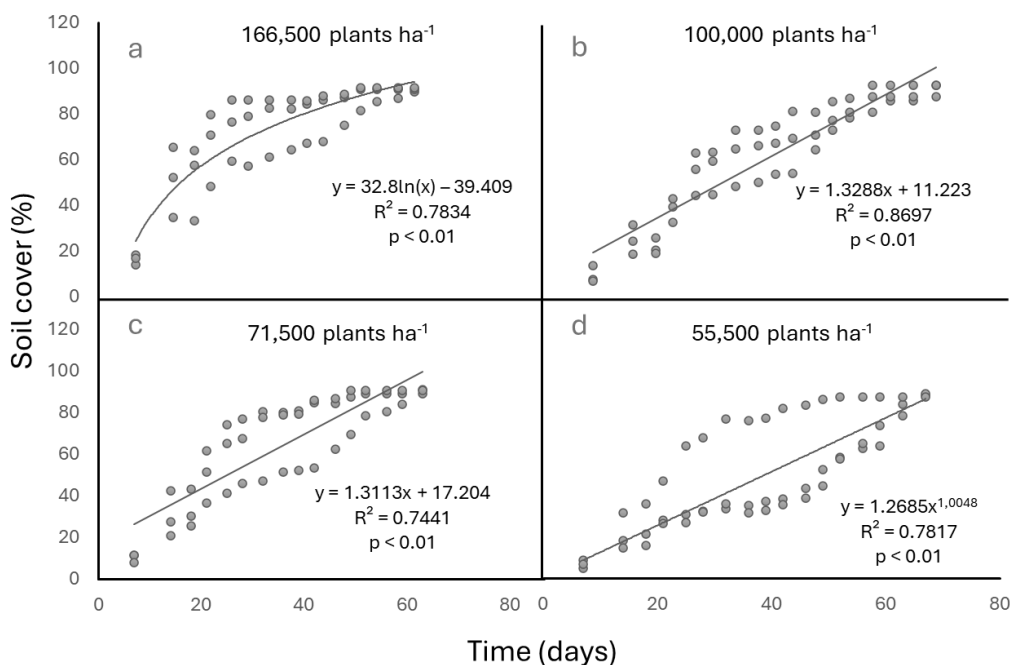 Soil cover (%)
120
100
80
60
40
20
0
a
166,500 plants ha⁻¹
y = 32.8ln(x) – 39.409
R² = 0.7834
p < 0.01
b
100,000 plants ha⁻¹
y = 1.3288x + 11.223
R² = 0.8697
p < 0.01
120
100
80
60
40
20
0
c
71,500 plants ha⁻¹
y = 1.3113x + 17.204
R² = 0.7441
p < 0.01
d
55,500 plants ha⁻¹
y = 1.2685x¹,⁰⁰⁴⁸
R² = 0.7817
p < 0.01
0 20 40 60 80 0 20 40 60 80
Time (days)